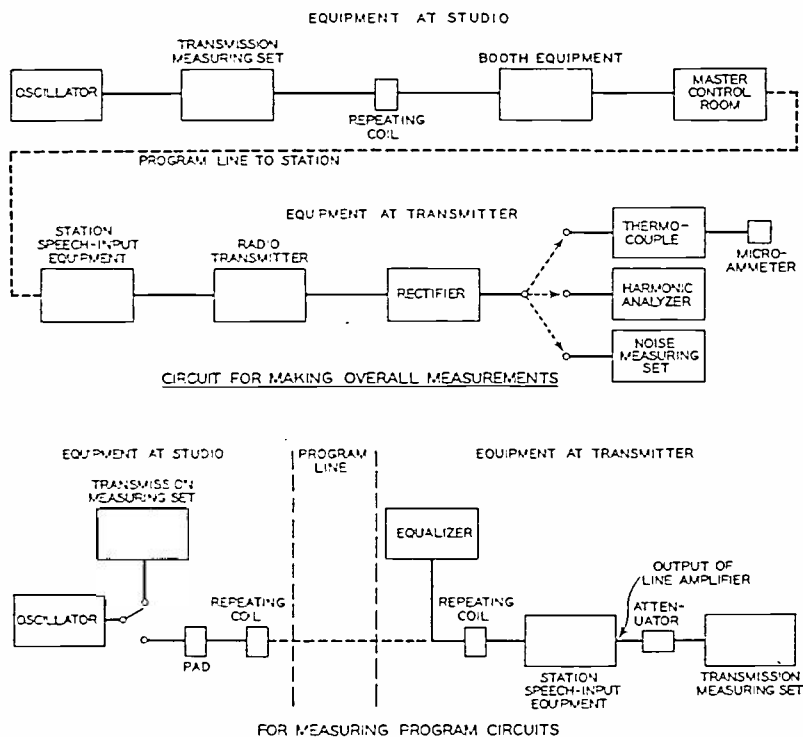 EQUIPMENT AT STUDIO
TRANSMISSION
MEASURING SET
BOOTH EQUIPMENT
OSCILLATOR
MASTER
CONTROL
ROOM
REPEATING
COIL
PROGRAM LINE TO STATION
EQUIPMENT AT TRANSMITTER
STATION
SPEECH-INPUT
EQUIPMENT
RADIO
TRANSMITTER
RECTIFIER
THERMO-
COUPLE
MICRO-
AMMETER
HARMONIC
ANALYZER
NOISE
MEASURING
SET
CIRCUIT FOR MAKING OVERALL MEASUREMENTS
EQUIPMENT AT STUDIO
PROGRAM
LINE
EQUIPMENT AT TRANSMITTER
TRANSMISSION
MEASURING SET
OSCILLATOR
PAD
REPEATING
COIL
EQUALIZER
REPEATING
COIL
STATION
SPEECH-INPUT
EQUIPMENT
OUTPUT OF
LINE AMPLIFIER
ATTEN-
UATOR
TRANSMISSION
MEASURING SET
FOR MEASURING PROGRAM CIRCUITS